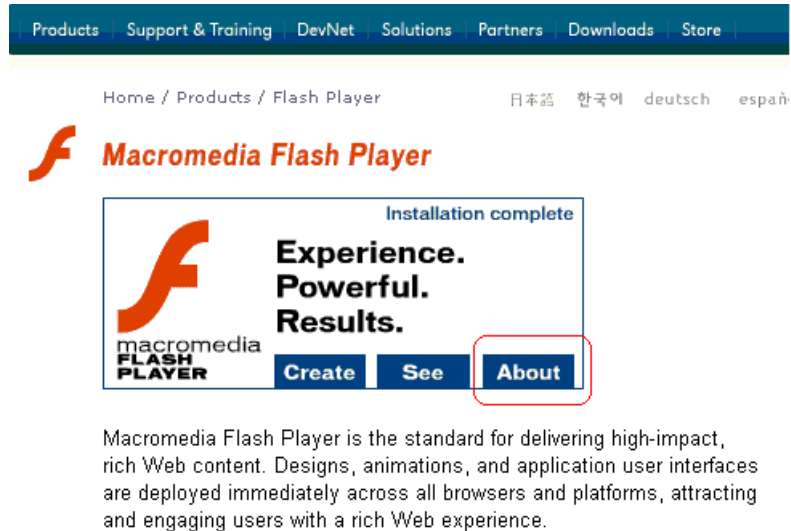 Products Support & Training DevNet Solutions Partners Downloads Store
Home / Products / Flash Player 日本語 한국어 deutsch españ
Macromedia Flash Player
Installation complete
Experience.
Powerful.
Results.
macromedia
FLASH
PLAYER
Create See About
Macromedia Flash Player is the standard for delivering high-impact,
rich Web content. Designs, animations, and application user interfaces
are deployed immediately across all browsers and platforms, attracting
and engaging users with a rich Web experience.